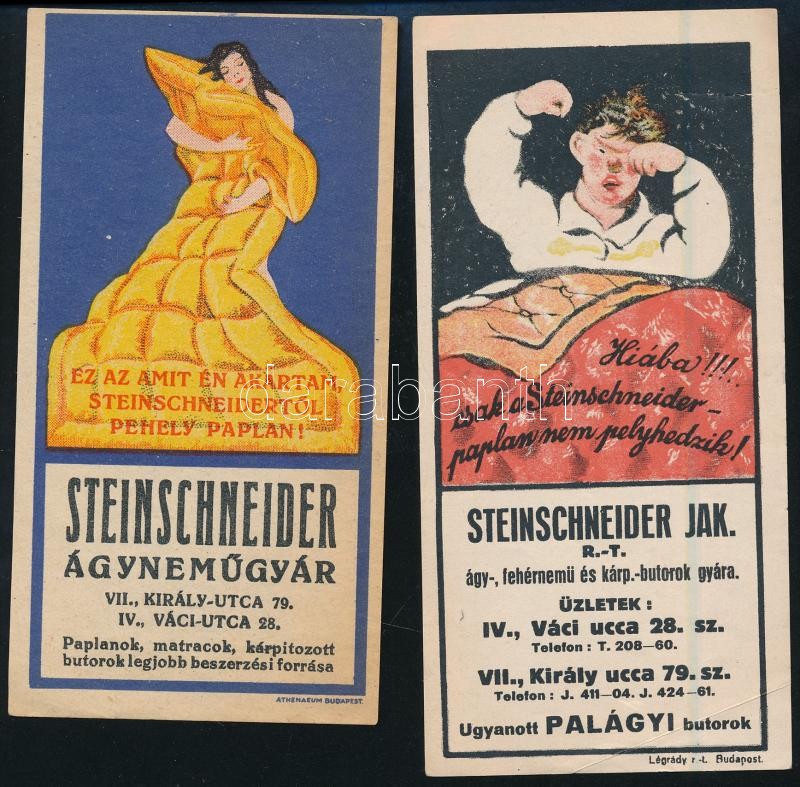 EZ AZ AMIT ÉN AKARTAM,
STEINSCHNEIDERTŐL
PEHELY PAPLAN!
STEINSCHNEIDER
ÁGYNEMŰGYÁR
VII., KIRÁLY-UTCA 79.
IV., VÁCI-UTCA 28.
Paplanok, matracok, kárpitozott
butorok legjobb beszerzési forrása
ATHENAEUM BUDAPEST.
Hiába!!!..
csak a Steinschneider-
paplan nem pelyhedzik!
STEINSCHNEIDER JAK.
R.-T.
ágy-, fehérnemü és kárp.-butorok gyára.
ÜZLETEK:
IV., Váci ucca 28. sz.
Telefon: T. 208-60.
VII., Király ucca 79. sz.
Telefon: J. 411-04. J. 424-61.
Ugyanott PALÁGYI butorok
Légrády r.-t. Budapest.
darabanth